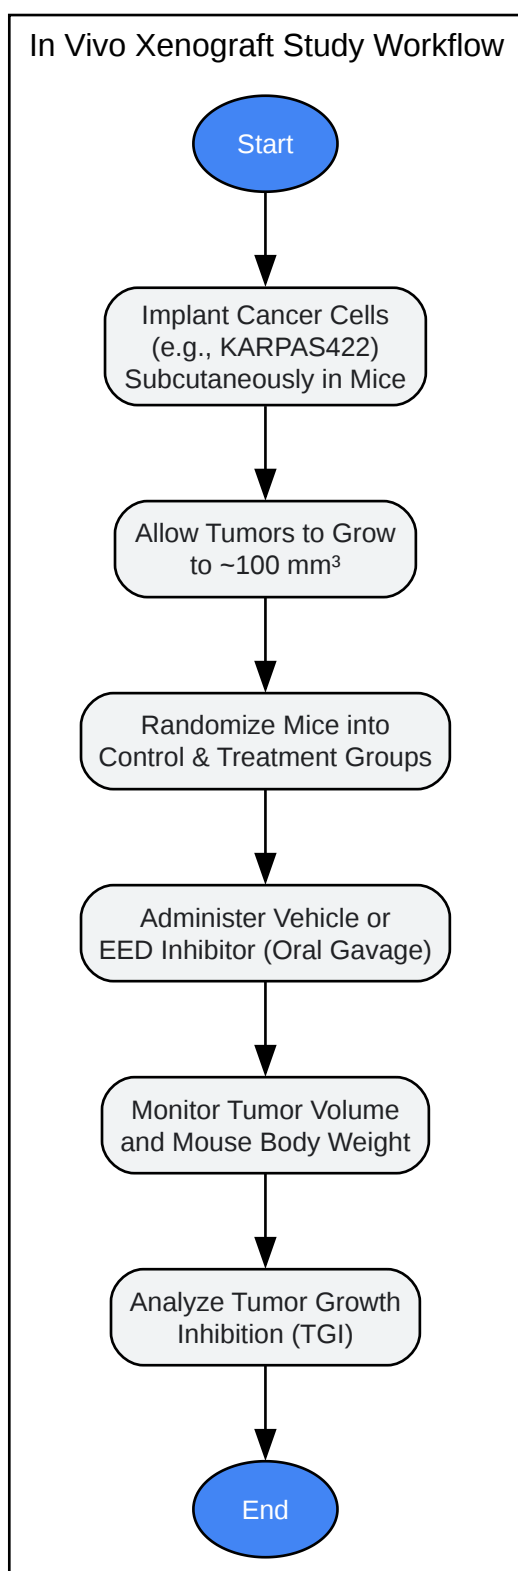 In Vivo Xenograft Study Workflow
Start
Implant Cancer Cells
(e.g., KARPAS422)
Subcutaneously in Mice
Allow Tumors to Grow
to ~100 mm³
Randomize Mice into
Control & Treatment Groups
Administer Vehicle or
EED Inhibitor (Oral Gavage)
Monitor Tumor Volume
and Mouse Body Weight
Analyze Tumor Growth
Inhibition (TGI)
End